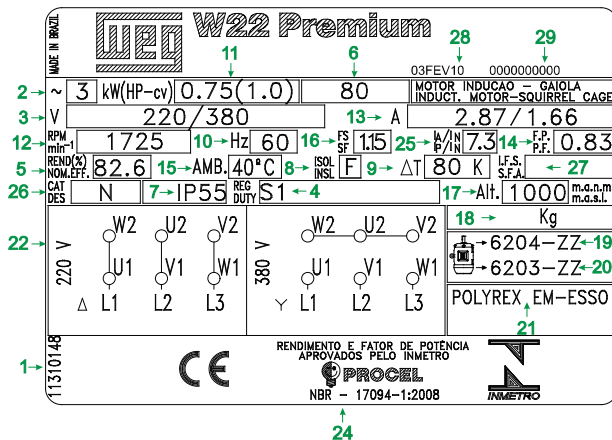 MADE IN BRAZIL
WEG
W22 Premium
11 6 28 29
03FEV10 0000000000
2 ~ 3 kW(HP-cv) 0.75(1.0) 80 MOTOR INDUCAO - GAIOLA
INDUCT. MOTOR-SQUIRREL CAGE
3 V 220/380 13 A 2.87/1.66
12 RPM min-1 1725 10 Hz 60 16 FS SF 1.15 25 Ip/In 7.3 14 F.P. P.F. 0.83
5 REND(%) NOM.EFF. 82.6 15 AMB. 40°C 8 ISOL INSL F 9 ΔT 80 K I.F.S. S.F.A. 27
26 CAT DES N 7 IP55 REG DUTY S1 4 17 Alt. 1000 m.a.n.m m.a.s.l.
18 Kg
22 220 V Δ
W2 U2 V2
U1 V1 W1
L1 L2 L3
380 V Y
W2 U2 V2
U1 V1 W1
L1 L2 L3
6204-ZZ 19
6203-ZZ 20
POLYREX EM-ESSO
21
1 11310148
CE
RENDIMENTO E FATOR DE POTÊNCIA
APROVADOS PELO INMETRO
PROCEL
NBR - 17094-1:2008
INMETRO
24